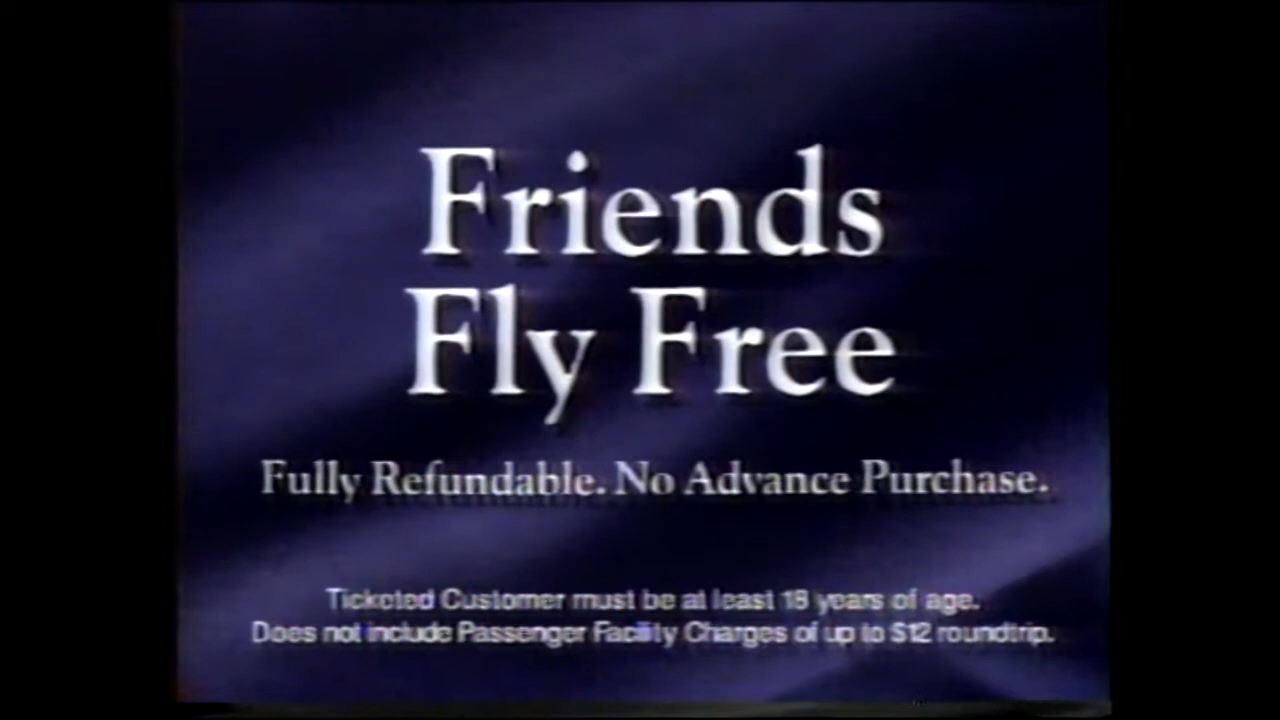 Friends
Fly Free
Fully Refundable. No Advance Purchase.
Ticketed Customer must be at least 18 years of age.
Does not include Passenger Facility Charges of up to $12 roundtrip.